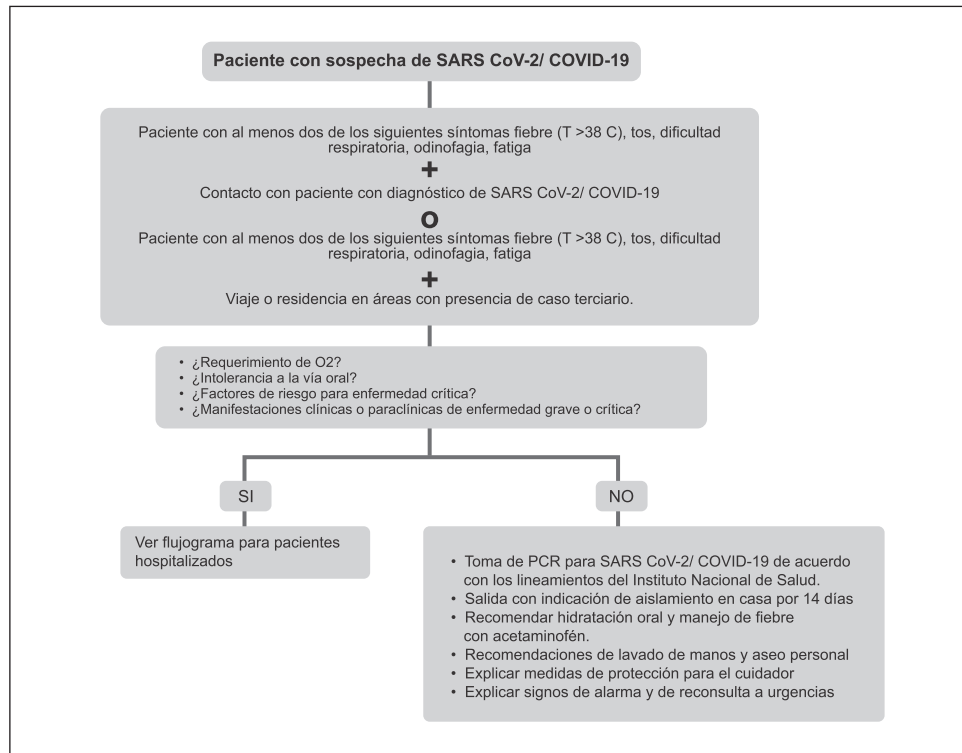 Paciente con sospecha de SARS CoV-2/ COVID-19
Paciente con al menos dos de los siguientes síntomas fiebre (T >38 C), tos, dificultad
respiratoria, odinofagia, fatiga
+
Contacto con paciente con diagnóstico de SARS CoV-2/ COVID-19
O
Paciente con al menos dos de los siguientes síntomas fiebre (T >38 C), tos, dificultad
respiratoria, odinofagia, fatiga
+
Viaje o residencia en áreas con presencia de caso terciario.
• ¿Requerimiento de O2?
• ¿Intolerancia a la vía oral?
• ¿Factores de riesgo para enfermedad crítica?
• ¿Manifestaciones clínicas o paraclínicas de enfermedad grave o crítica?
SI
NO
Ver flujograma para pacientes
hospitalizados
• Toma de PCR para SARS CoV-2/ COVID-19 de acuerdo
con los lineamientos del Instituto Nacional de Salud.
• Salida con indicación de aislamiento en casa por 14 días
• Recomendar hidratación oral y manejo de fiebre
con acetaminofén.
• Recomendaciones de lavado de manos y aseo personal
• Explicar medidas de protección para el cuidador
• Explicar signos de alarma y de reconsulta a urgencias